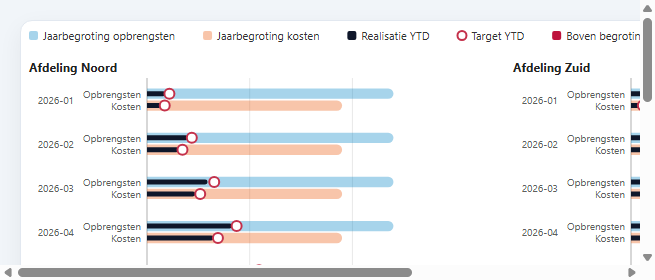 Jaarbegroting opbrengsten Jaarbegroting kosten Realisatie YTD Target YTD Boven begrotin
Afdeling Noord Afdeling Zuid
2026-01 Opbrengsten 2026-01 Opbrengsten
Kosten Kosten
2026-02 Opbrengsten 2026-02 Opbrengsten
Kosten Kosten
2026-03 Opbrengsten 2026-03 Opbrengsten
Kosten Kosten
2026-04 Opbrengsten 2026-04 Opbrengsten
Kosten Kosten